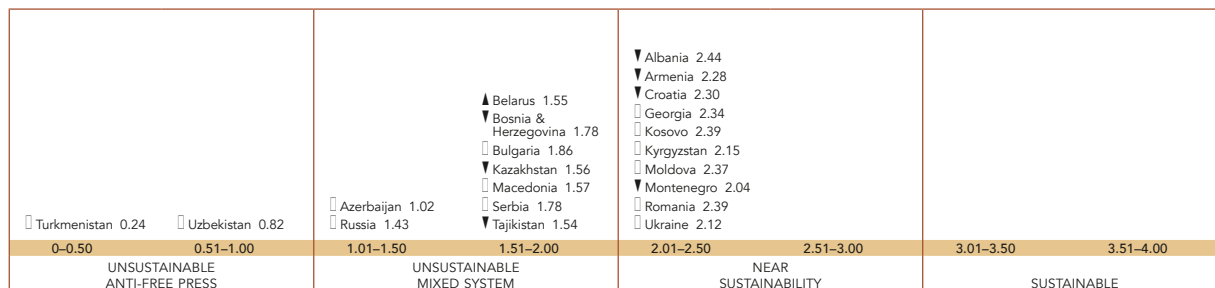 Turkmenistan 0.24
Uzbekistan 0.82
0–0.50
0.51–1.00
UNSUSTAINABLE
ANTI-FREE PRESS
Azerbaijan 1.02
Russia 1.43
Belarus 1.55
Bosnia &
Herzegovina 1.78
Bulgaria 1.86
Kazakhstan 1.56
Macedonia 1.57
Serbia 1.78
Tajikistan 1.54
1.01–1.50
1.51–2.00
UNSUSTAINABLE
MIXED SYSTEM
Albania 2.44
Armenia 2.28
Croatia 2.30
Georgia 2.34
Kosovo 2.39
Kyrgyzstan 2.15
Moldova 2.37
Montenegro 2.04
Romania 2.39
Ukraine 2.12
2.01–2.50
2.51–3.00
NEAR
SUSTAINABILITY
3.01–3.50
3.51–4.00
SUSTAINABLE